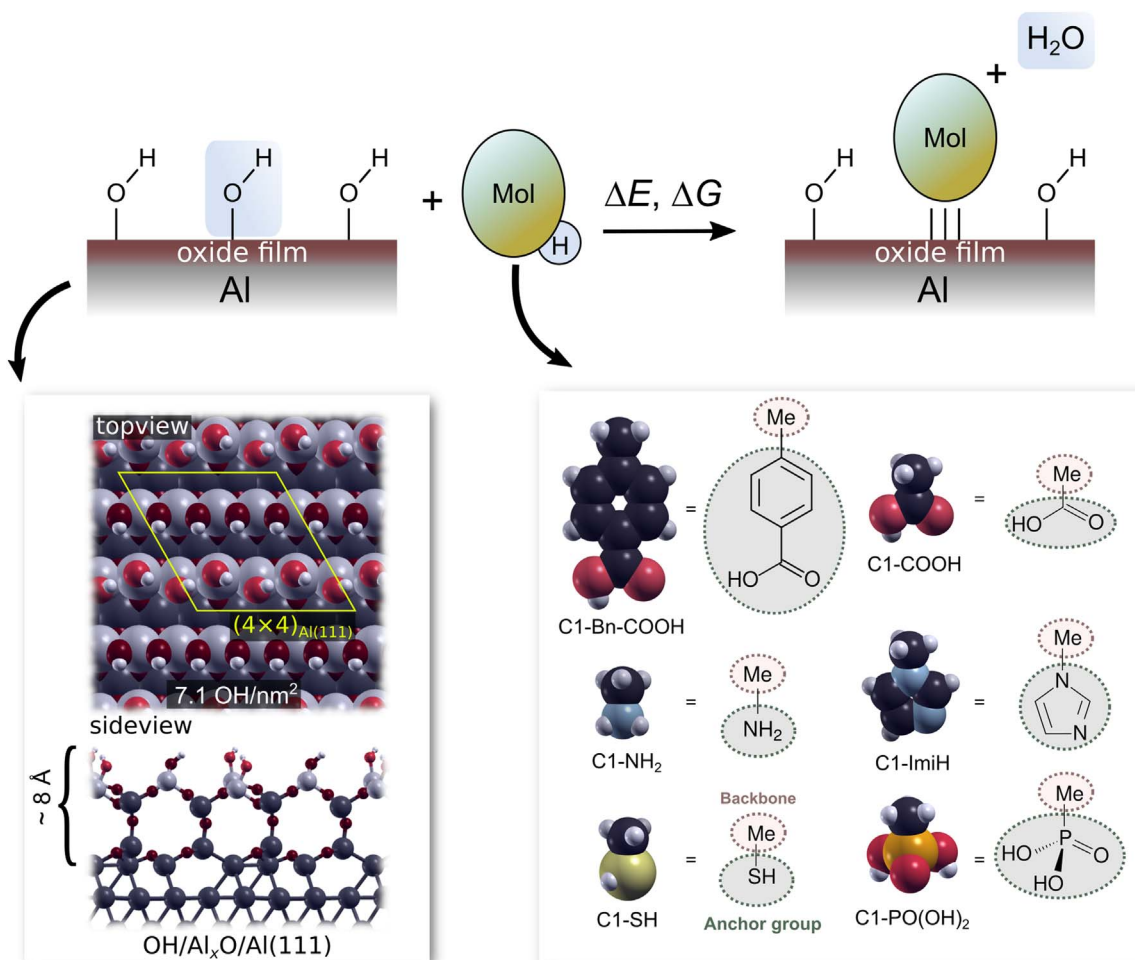 H₂O
+
H
O
H
O
H
O
+
Mol
H
ΔE, ΔG
H
O
Mol
H
O
oxide film
Al
oxide film
Al
topview
(4×4)Al(111)
7.1 OH/nm²
sideview
~ 8 Å
OH/AlₓO/Al(111)
=
Me
HO
O
C1-Bn-COOH
=
Me
HO
O
C1-COOH
=
Me
NH₂
C1-NH₂
=
Me
N
N
C1-ImiH
=
Backbone
Me
SH
Anchor group
C1-SH
=
Me
HO
P
O
HO
C1-PO(OH)₂